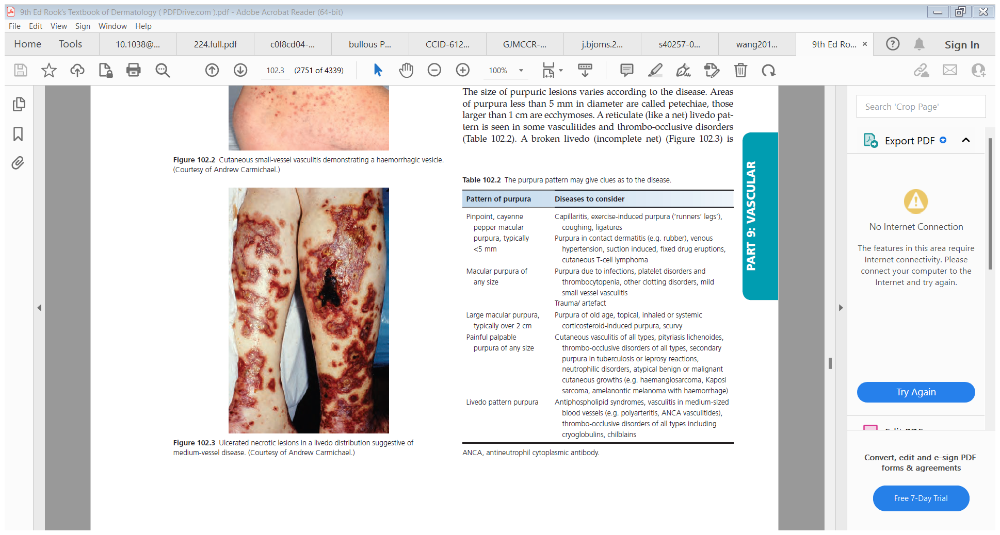 9th Ed Rook's Textbook of Dermatology ( PDFDrive.com ).pdf - Adobe Acrobat Reader (64-bit)
File Edit View Sign Window Help
Home Tools 10.1038@... 224.full.pdf c0f8cd04-... bullous P... CCID-612... GJMCCR-... j.bjoms.2... s40257-0... wang201... 9th Ed Ro... × Sign In
102.3 (2751 of 4339) 100%
The size of purpuric lesions varies according to the disease. Areas
of purpura less than 5 mm in diameter are called petechiae, those
larger than 1 cm are ecchymoses. A reticulate (like a net) livedo pat-
tern is seen in some vasculitides and thrombo-occlusive disorders
(Table 102.2). A broken livedo (incomplete net) (Figure 102.3) is
Figure 102.2 Cutaneous small-vessel vasculitis demonstrating a haemorrhagic vesicle.
(Courtesy of Andrew Carmichael.)
Figure 102.3 Ulcerated necrotic lesions in a livedo distribution suggestive of
medium-vessel disease. (Courtesy of Andrew Carmichael.)
Table 102.2 The purpura pattern may give clues as to the disease.
Pattern of purpura Diseases to consider
Pinpoint, cayenne Capillaritis, exercise-induced purpura ('runners' legs'),
pepper macular coughing, ligatures
purpura, typically Purpura in contact dermatitis (e.g. rubber), venous
<5 mm hypertension, suction induced, fixed drug eruptions,
cutaneous T-cell lymphoma
Macular purpura of Purpura due to infections, platelet disorders and
any size thrombocytopenia, other clotting disorders, mild
small vessel vasculitis
Trauma/ artefact
Large macular purpura, Purpura of old age, topical, inhaled or systemic
typically over 2 cm corticosteroid-induced purpura, scurvy
Painful palpable Cutaneous vasculitis of all types, pityriasis lichenoides,
purpura of any size thrombo-occlusive disorders of all types, secondary
purpura in tuberculosis or leprosy reactions,
neutrophilic disorders, atypical benign or malignant
cutaneous growths (e.g. haemangiosarcoma, Kaposi
sarcoma, amelanontic melanoma with haemorrhage)
Livedo pattern purpura Antiphospholipid syndromes, vasculitis in medium-sized
blood vessels (e.g. polyarteritis, ANCA vasculitides),
thrombo-occlusive disorders of all types including
cryoglobulins, chilblains
ANCA, antineutrophil cytoplasmic antibody.
PART 9: VASCULAR
Search 'Crop Page'
Export PDF
No Internet Connection
The features in this area require
Internet connectivity. Please
connect your computer to the
Internet and try again.
Try Again
Edit PDF
Convert, edit and e-sign PDF
forms & agreements
Free 7-Day Trial